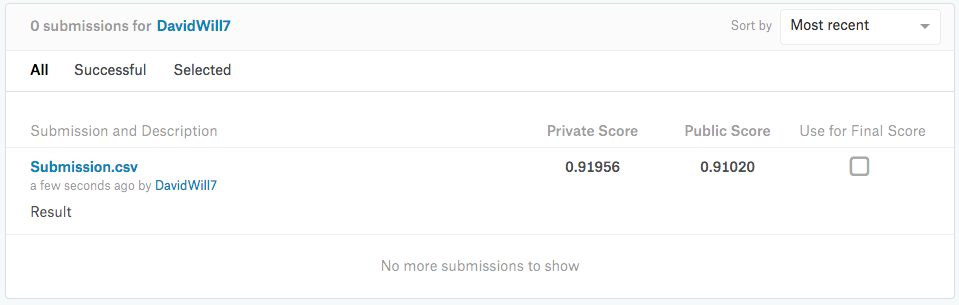 0 submissions for DavidWill7 Sort by Most recent
All Successful Selected
Submission and Description Private Score Public Score Use for Final Score
Submission.csv 0.91956 0.91020
a few seconds ago by DavidWill7
Result
No more submissions to show